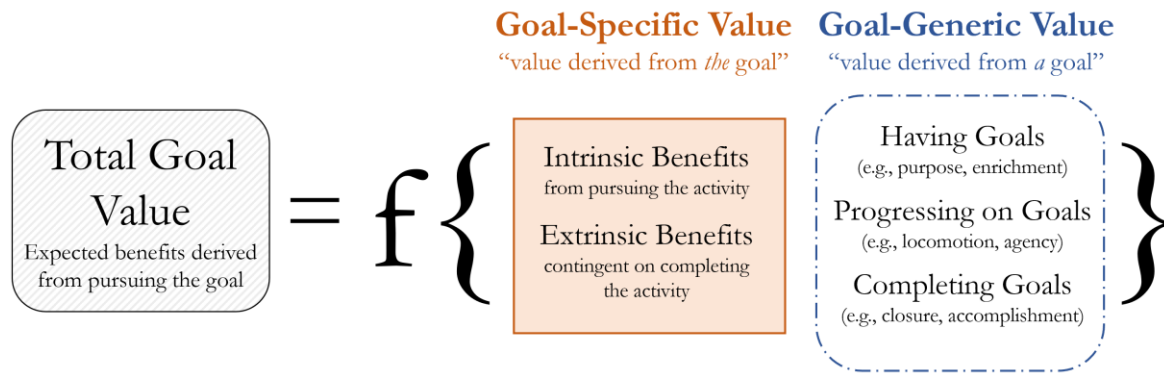 Goal-Specific Value
“value derived from the goal”
Goal-Generic Value
“value derived from a goal”
Total Goal
Value
Expected benefits derived
from pursuing the goal
= f {
Intrinsic Benefits
from pursuing the activity
Extrinsic Benefits
contingent on completing
the activity
Having Goals
(e.g., purpose, enrichment)
Progressing on Goals
(e.g., locomotion, agency)
Completing Goals
(e.g., closure, accomplishment)
}